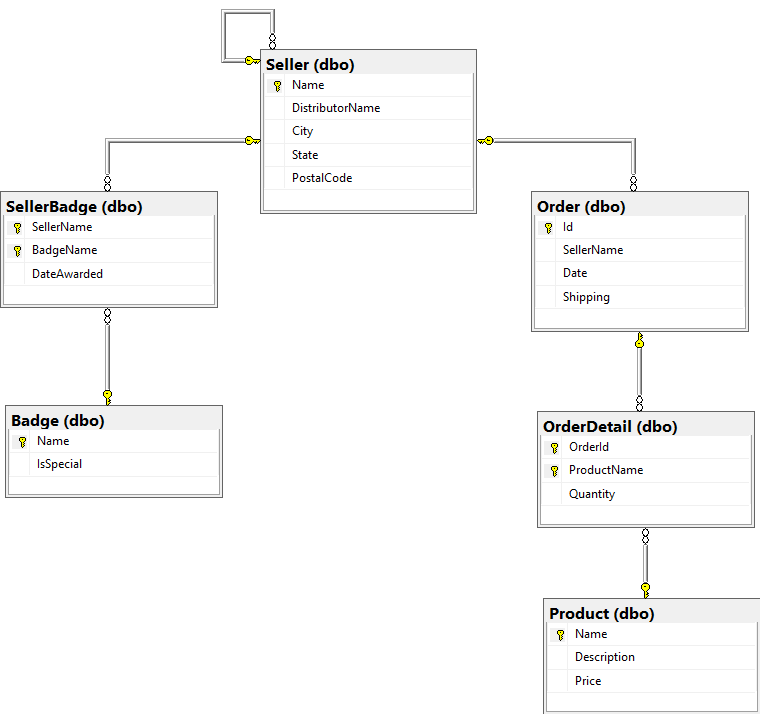 Seller (dbo)
Name
DistributorName
City
State
PostalCode
SellerBadge (dbo)
SellerName
BadgeName
DateAwarded
Order (dbo)
Id
SellerName
Date
Shipping
Badge (dbo)
Name
IsSpecial
OrderDetail (dbo)
OrderId
ProductName
Quantity
Product (dbo)
Name
Description
Price